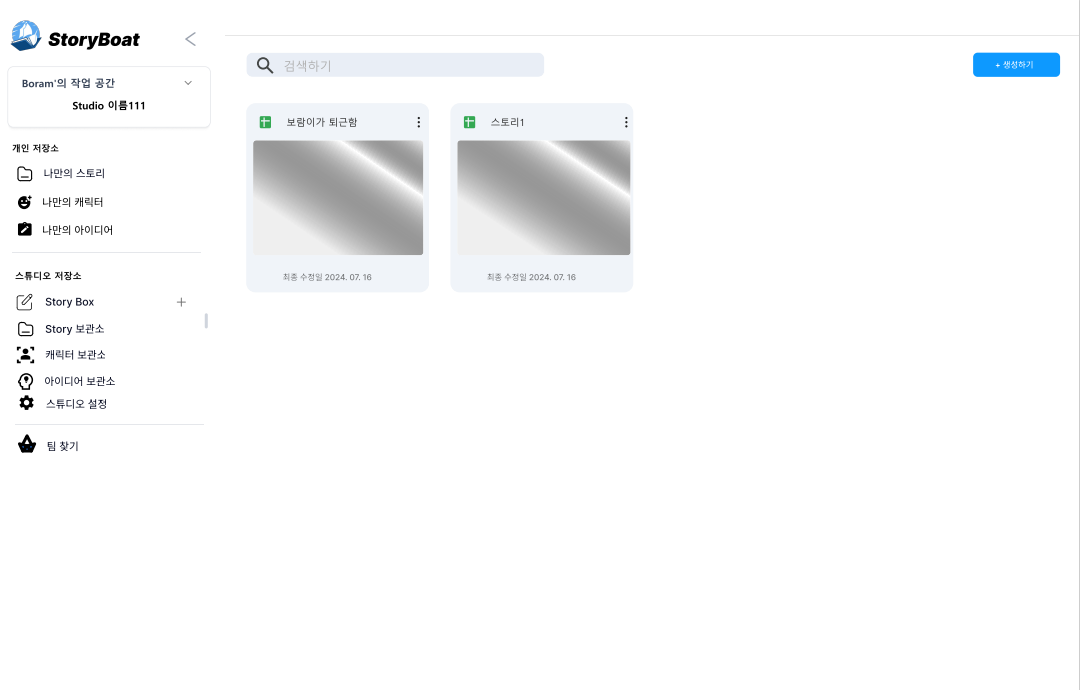 StoryBoat
Boram'의 작업 공간
Studio 이름111
개인 저장소
나만의 스토리
나만의 캐릭터
나만의 아이디어
스튜디오 저장소
Story Box
Story 보관소
캐릭터 보관소
아이디어 보관소
스튜디오 설정
팀 찾기
검색하기
+ 생성하기
보람이가 퇴근함
최종 수정일 2024. 07. 16
스토리1
최종 수정일 2024. 07. 16